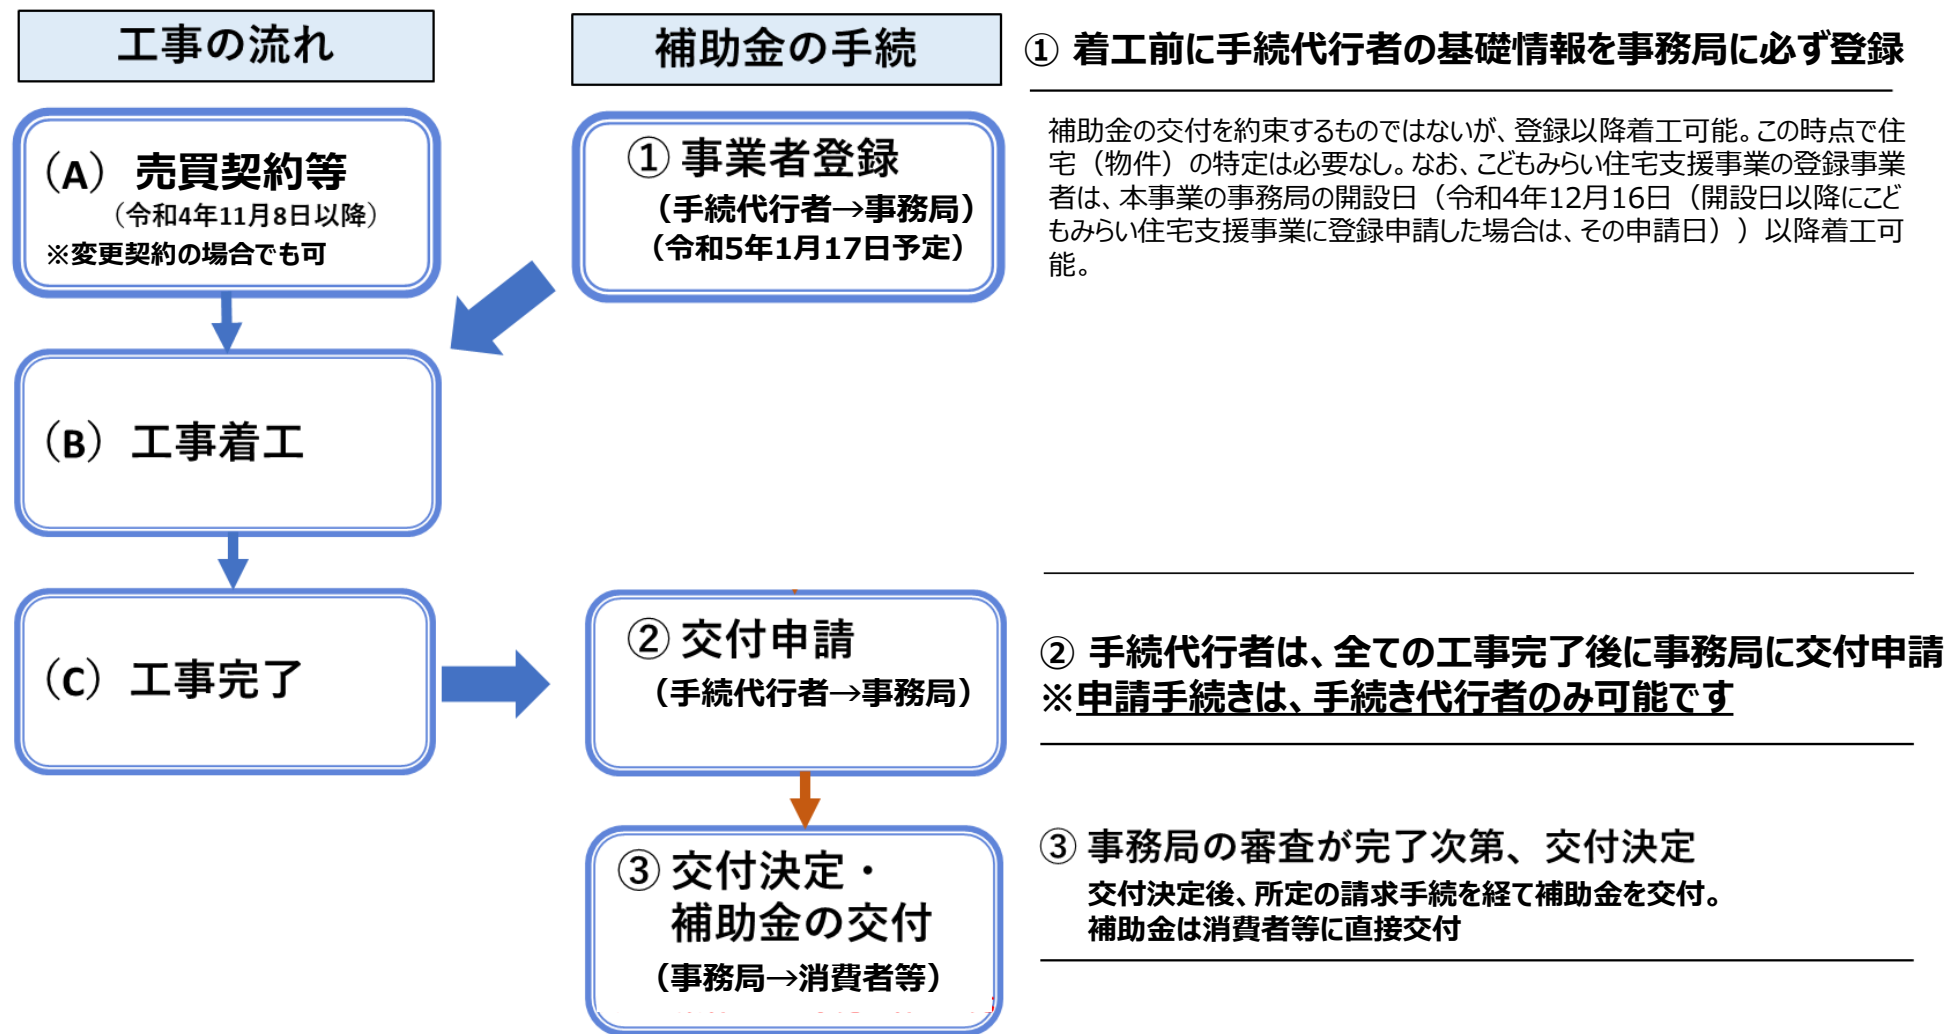 工事の流れ
補助金の手続
① 着工前に手続代行者の基礎情報を事務局に必ず登録
（A）売買契約等
（令和4年11月8日以降）
※変更契約の場合でも可
① 事業者登録
（手続代行者→事務局）
（令和5年1月17日予定）
補助金の交付を約束するものではないが、登録以降着工可能。この時点で住
宅（物件）の特定は必要なし。なお、こどもみらい住宅支援事業の登録事業
者は、本事業の事務局の開設日（令和4年12月16日（開設日以降にこど
もみらい住宅支援事業に登録申請した場合は、その申請日））以降着工可
能。
（B）工事着工
（C）工事完了
② 交付申請
（手続代行者→事務局）
② 手続代行者は、全ての工事完了後に事務局に交付申請
※申請手続きは、手続き代行者のみ可能です
③ 交付決定・
補助金の交付
（事務局→消費者等）
③ 事務局の審査が完了次第、交付決定
交付決定後、所定の請求手続を経て補助金を交付。
補助金は消費者等に直接交付